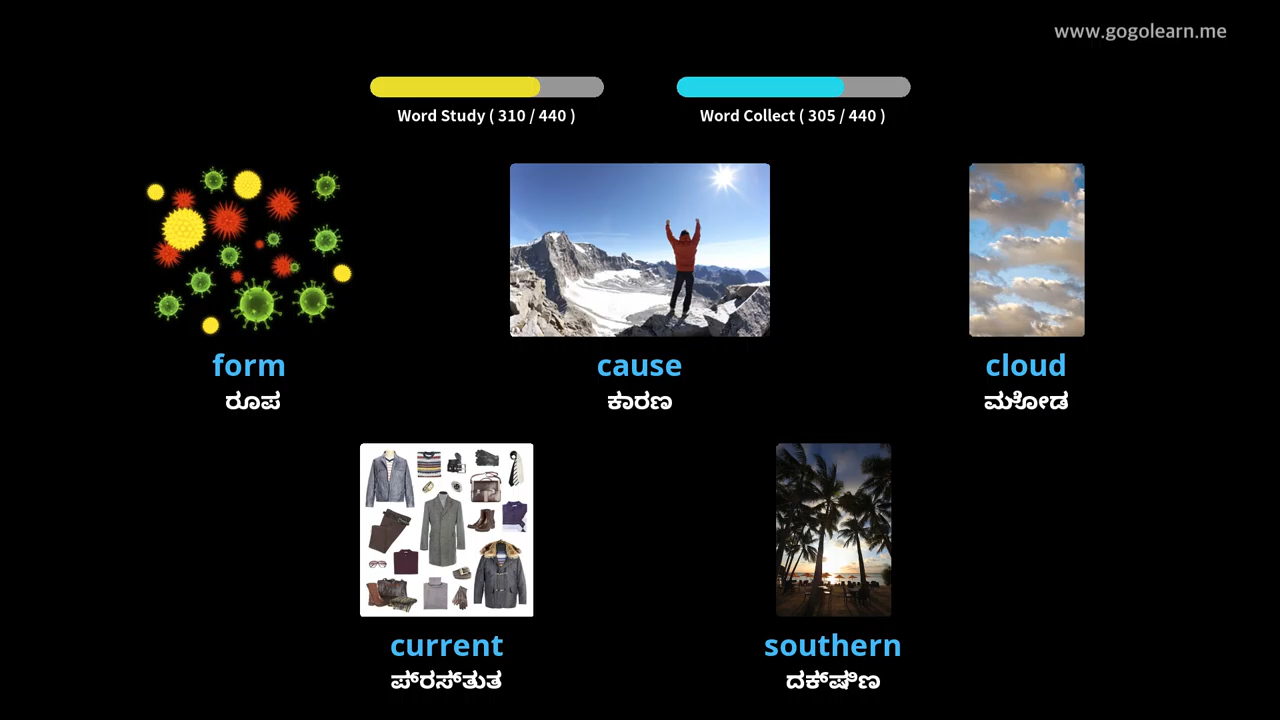 www.gogolearn.me
Word Study ( 310 / 440 )
Word Collect ( 305 / 440 )
form
ರೂಪ
cause
ಕಾರಣ
cloud
ಮೋಡ
current
ಪ್ರಸ್ತುತ
southern
ದಕ್ಷಿಣ